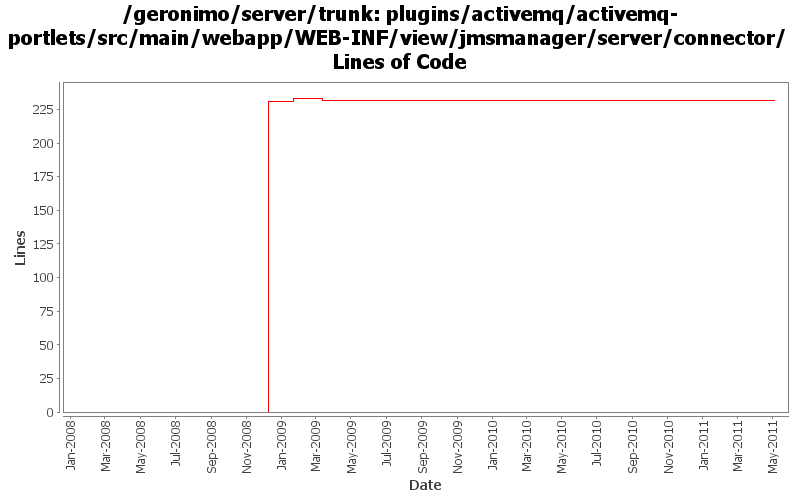 /geronimo/server/trunk: plugins/activemq/activemq-
portlets/src/main/webapp/WEB-INF/view/jmsmanager/server/connector/
Lines of Code
Lines
225
200
175
150
125
100
75
50
25
0
Jan-2008
Mar-2008
May-2008
Jul-2008
Sep-2008
Nov-2008
Jan-2009
Mar-2009
May-2009
Jul-2009
Sep-2009
Nov-2009
Jan-2010
Mar-2010
May-2010
Jul-2010
Sep-2010
Nov-2010
Jan-2011
Mar-2011
May-2011
Date